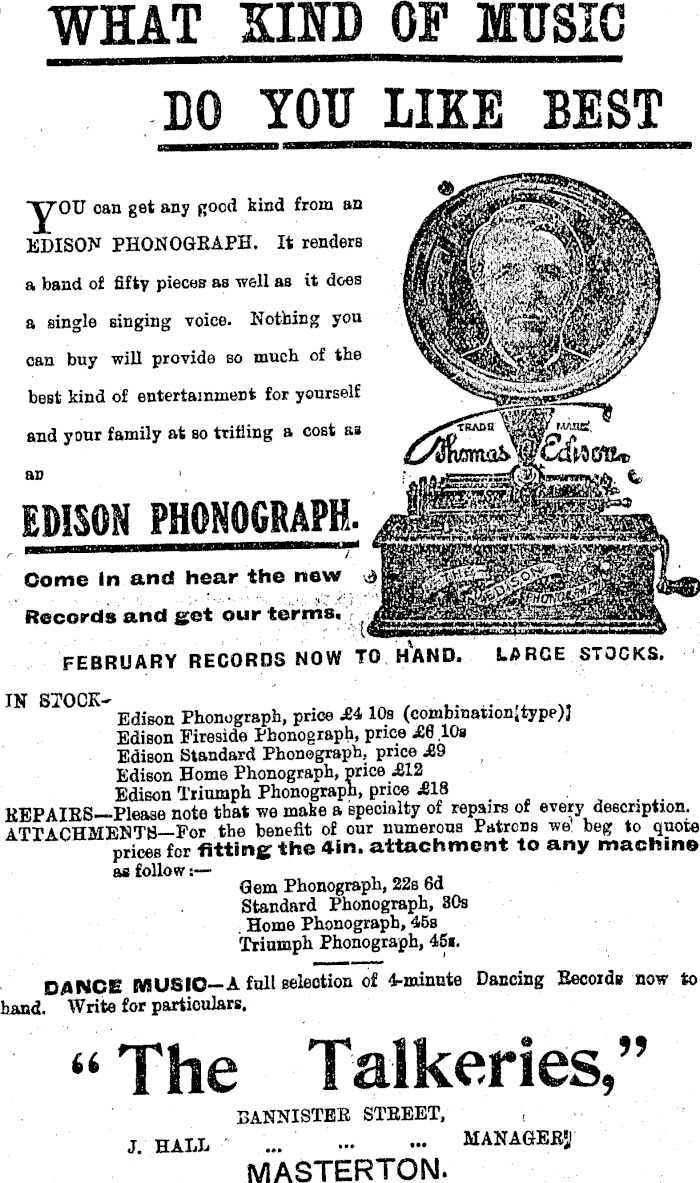 WHAT KIND OF MUSIC
DO YOU LIKE BEST
YOU can get any good kind from an
EDISON PHONOGRAPH. It renders
a band of fifty pieces as well as it does
a single singing voice. Nothing you
can buy will provide so much of the
best kind of entertainment for yourself
and your family at so trifling a cost as
an
EDISON PHONOGRAPH.
Come in and hear the new
Records and get our terms.
TRADE MARK
Thomas Edison
THE EDISON PHONOGRAPH
FEBRUARY RECORDS NOW TO HAND. LARGE STOCKS.
IN STOCK-
Edison Phonograph, price £4 10s (combination type)
Edison Fireside Phonograph, price £6 10s
Edison Standard Phonograph, price £9
Edison Home Phonograph, price £12
Edison Triumph Phonograph, price £18
REPAIRS—Please note that we make a specialty of repairs of every description.
ATTACHMENTS—For the benefit of our numerous Patrons we beg to quote
prices for fitting the 4in. attachment to any machine
as follow:—
Gem Phonograph, 22s 6d
Standard Phonograph, 30s
Home Phonograph, 45s
Triumph Phonograph, 45s.
DANCE MUSIC—A full selection of 4-minute Dancing Records now to
hand. Write for particulars.
"The Talkeries,"
BANNISTER STREET,
J. HALL ... ... ... MANAGER
MASTERTON.